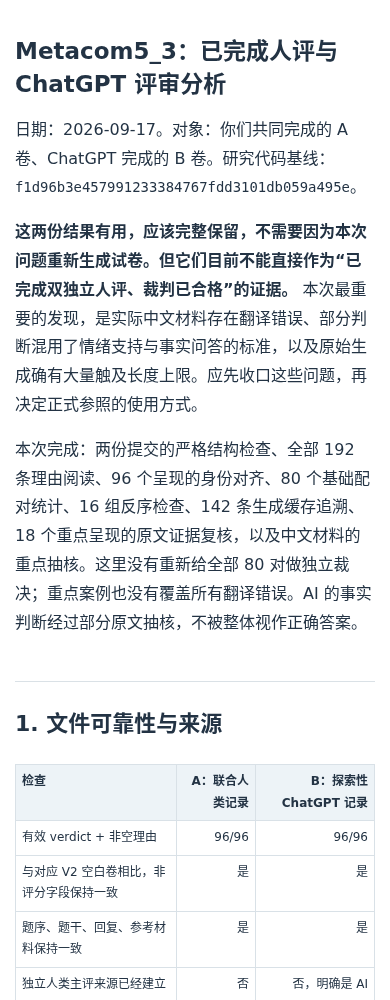 Metacom5_3：已完成人评与
ChatGPT 评审分析
日期：2026-09-17。对象：你们共同完成的 A
卷、ChatGPT 完成的 B 卷。研究代码基线：
f1d96b3e457991233384767fdd3101db059a495e。
这两份结果有用，应该完整保留，不需要因为本次
问题重新生成试卷。但它们目前不能直接作为“已
完成双独立人评、裁判已合格”的证据。 本次最重
要的发现，是实际中文材料存在翻译错误、部分判
断混用了情绪支持与事实问答的标准，以及原始生
成确有大量触及长度上限。应先收口这些问题，再
决定正式参照的使用方式。
本次完成：两份提交的严格结构检查、全部 192
条理由阅读、96 个呈现的身份对齐、80 个基础配
对统计、16 组反序检查、142 条生成缓存追溯、
18 个重点呈现的原文证据复核，以及中文材料的
重点抽核。这里没有重新给全部 80 对做独立裁
决；重点案例也没有覆盖所有翻译错误。AI 的事实
判断经过部分原文抽核，不被整体视作正确答案。
1. 文件可靠性与来源
检查 A：联合人 B：探索性
类记录 ChatGPT 记录
有效 verdict + 非空理由 96/96 96/96
与对应 V2 空白卷相比，非 是 是
评分字段保持一致
题序、题干、回复、参考材 是 是
料保持一致
独立人类主评来源已经建立 否 否，明确是 AI